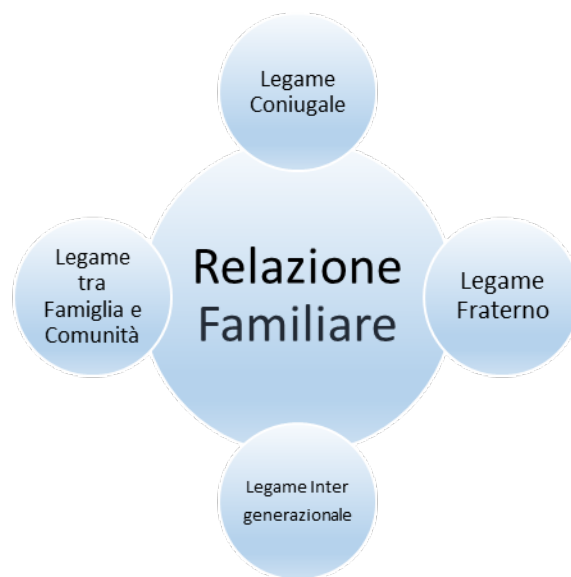 Legame
Coniugale
Legame
tra
Famiglia e
Comunità
Relazione
Familiare
Legame
Fraterno
Legame Inter
generazionale